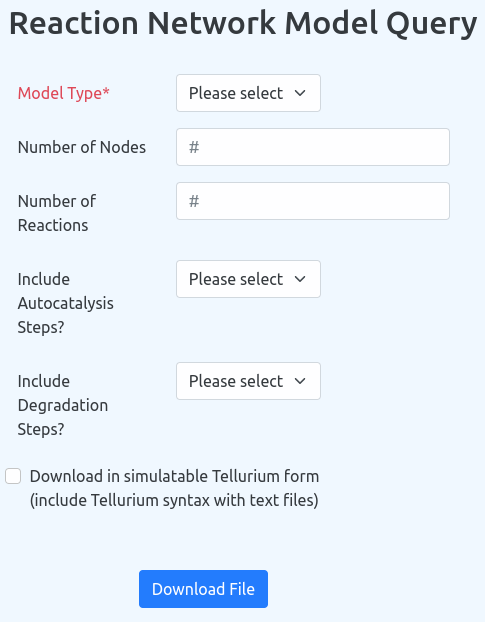 Reaction Network Model Query
Model Type* Please select
Number of Nodes #
Number of #
Reactions
Include Please select
Autocatalysis
Steps?
Include Please select
Degradation
Steps?
Download in simulatable Tellurium form
(include Tellurium syntax with text files)
Download File